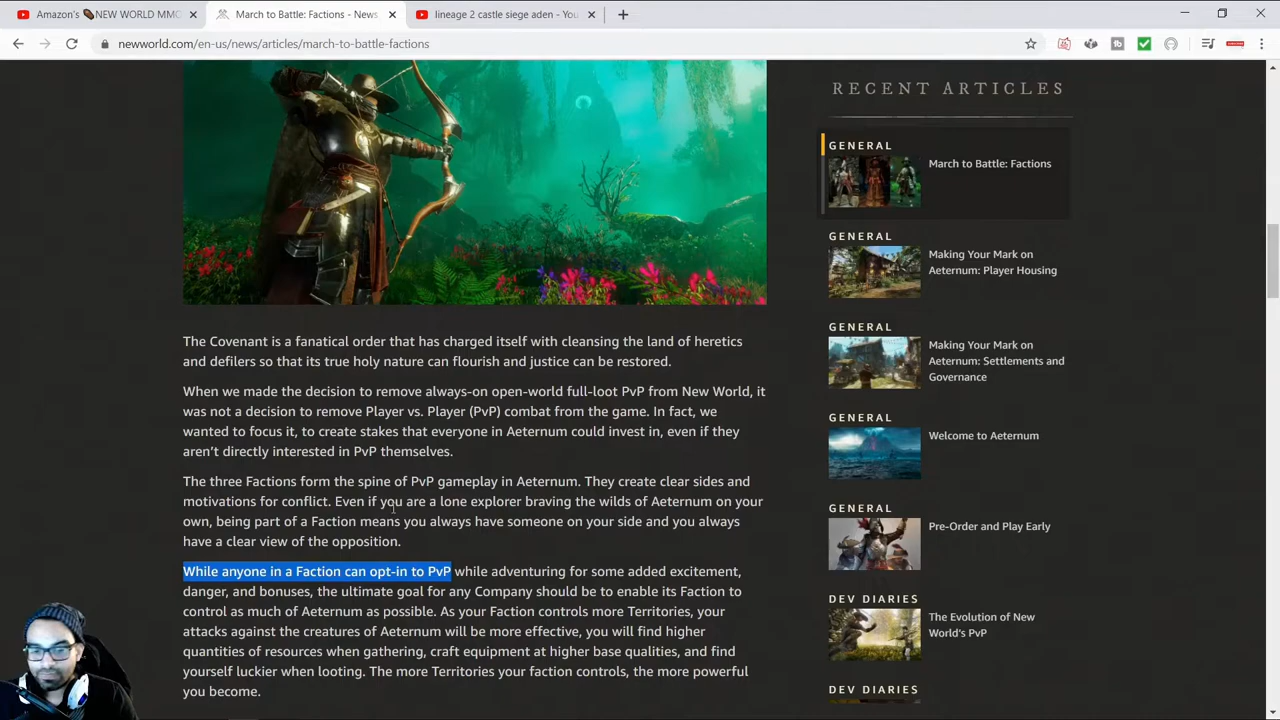 Amazon's 🏈NEW WORLD MMO
March to Battle: Factions - News
lineage 2 castle siege aden - You
newworld.com/en-us/news/articles/march-to-battle-factions
The Covenant is a fanatical order that has charged itself with cleansing the land of heretics
and defilers so that its true holy nature can flourish and justice can be restored.
When we made the decision to remove always-on open-world full-loot PvP from New World, it
was not a decision to remove Player vs. Player (PvP) combat from the game. In fact, we
wanted to focus it, to create stakes that everyone in Aeternum could invest in, even if they
aren't directly interested in PvP themselves.
The three Factions form the spine of PvP gameplay in Aeternum. They create clear sides and
motivations for conflict. Even if you are a lone explorer braving the wilds of Aeternum on your
own, being part of a Faction means you always have someone on your side and you always
have a clear view of the opposition.
While anyone in a Faction can opt-in to PvP while adventuring for some added excitement,
danger, and bonuses, the ultimate goal for any Company should be to enable its Faction to
control as much of Aeternum as possible. As your Faction controls more Territories, your
attacks against the creatures of Aeternum will be more effective, you will find higher
quantities of resources when gathering, craft equipment at higher base qualities, and find
yourself luckier when looting. The more Territories your faction controls, the more powerful
you become.
RECENT ARTICLES
GENERAL
March to Battle: Factions
GENERAL
Making Your Mark on
Aeternum: Player Housing
GENERAL
Making Your Mark on
Aeternum: Settlements and
Governance
GENERAL
Welcome to Aeternum
GENERAL
Pre-Order and Play Early
DEV DIARIES
The Evolution of New
World's PvP
DEV DIARIES